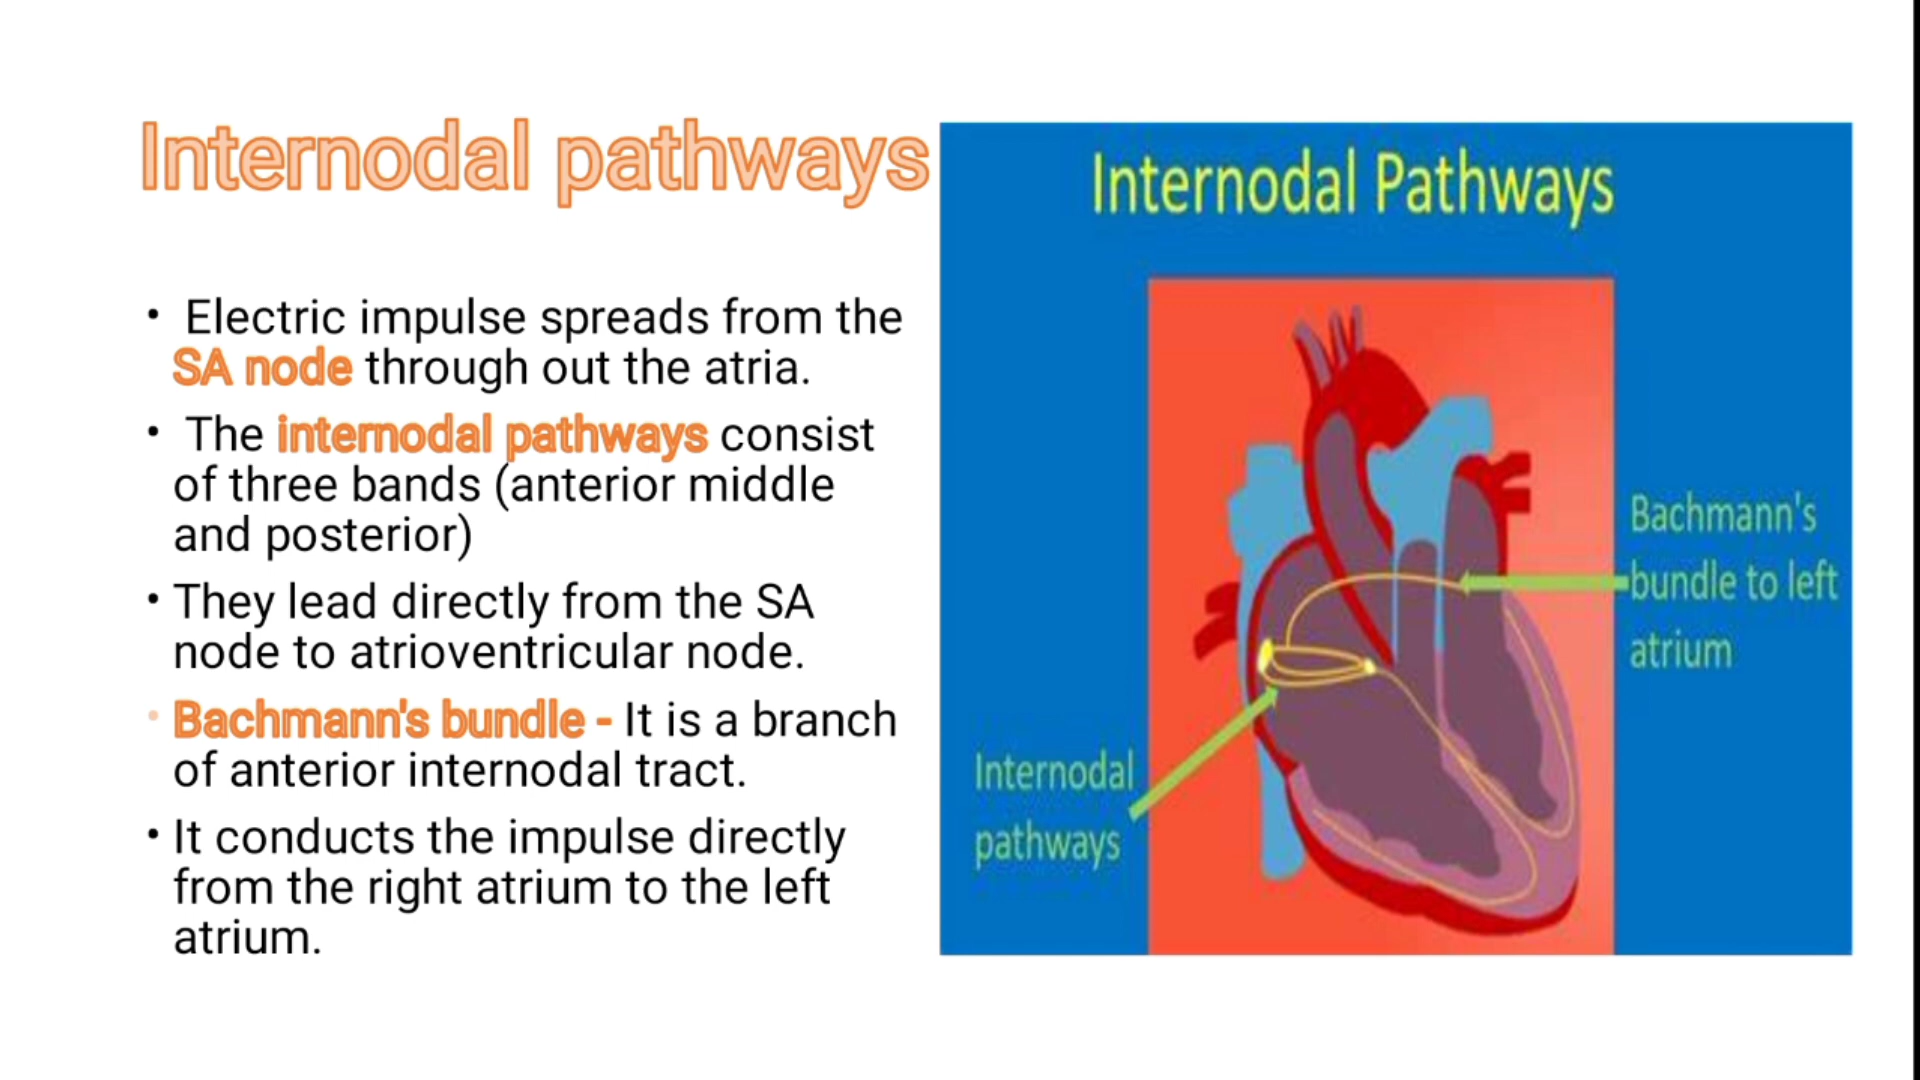 Internodal pathways
• Electric impulse spreads from the
SA node through out the atria.
• The internodal pathways consist
of three bands (anterior middle
and posterior)
• They lead directly from the SA
node to atrioventricular node.
• Bachmann's bundle - It is a branch
of anterior internodal tract.
• It conducts the impulse directly
from the right atrium to the left
atrium.
Internodal Pathways
Bachmann's
bundle to left
atrium
Internodal
pathways